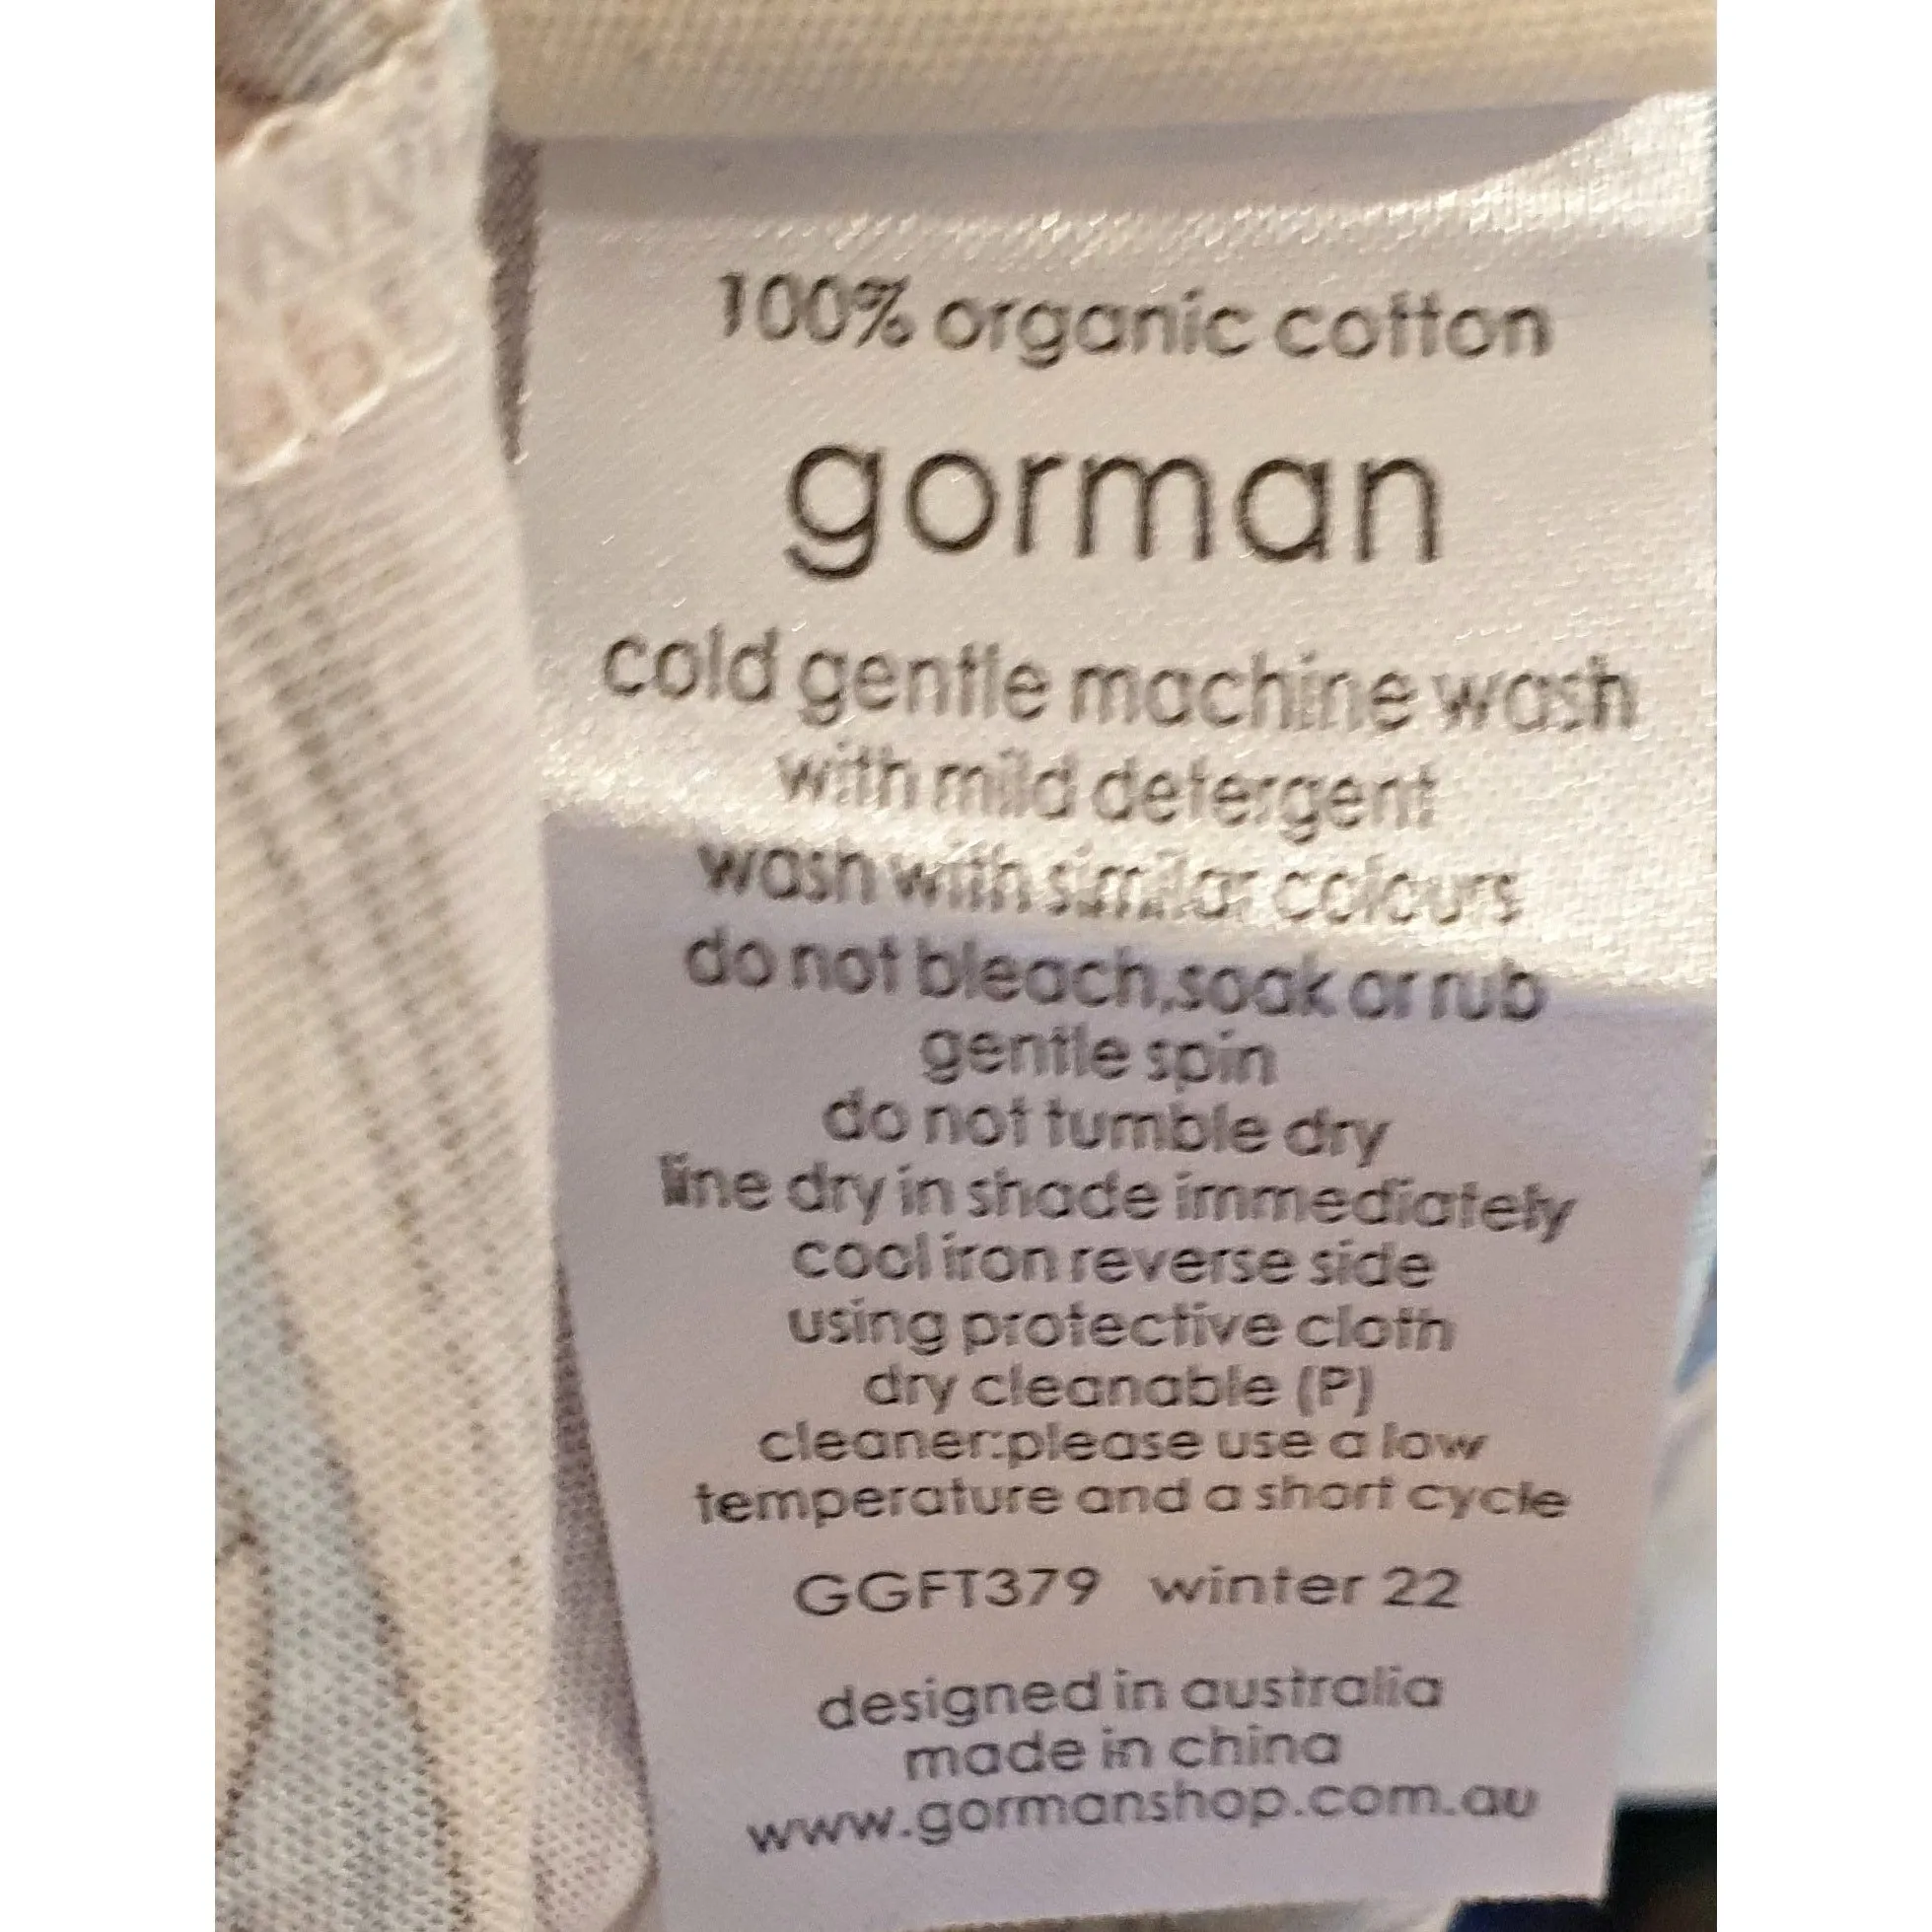 100% organic cotton
gorman
cold gentle machine wash
with mild detergent
wash with similar colours
do not bleach,soak or rub
gentle spin
do not tumble dry
line dry in shade immediately
cool iron reverse side
using protective cloth
dry cleanable (P)
cleaner:please use a low
temperature and a short cycle
GGFT379 winter 22
designed in australia
made in china
www.gormanshop.com.au